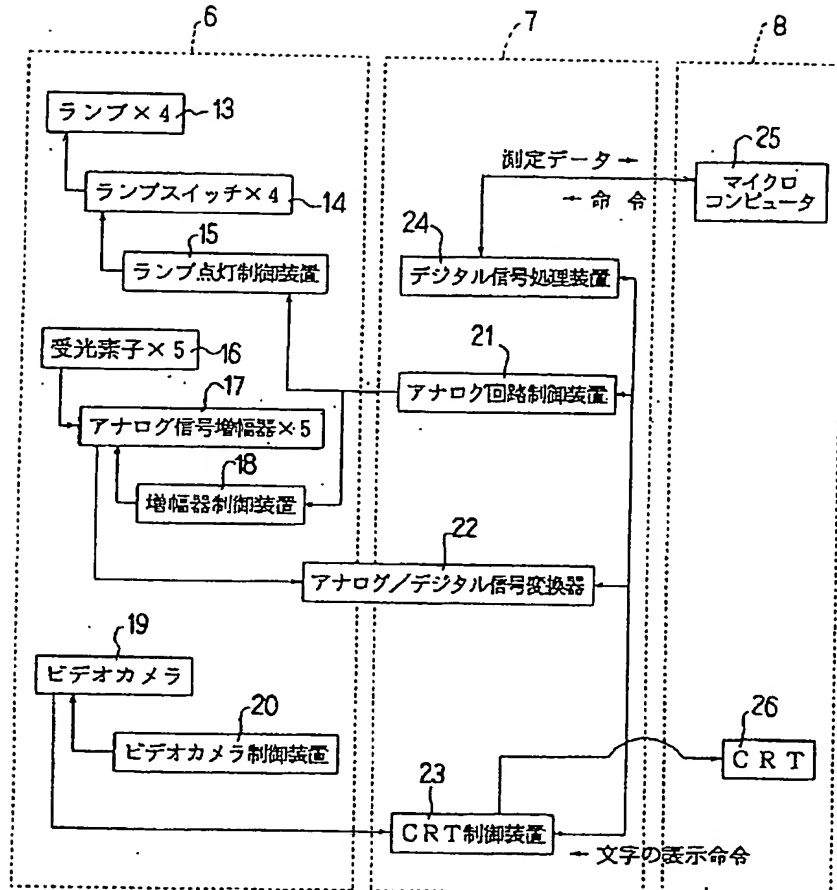 6
7
8
ランプ×4
13
ランプスイッチ×4
14
15
ランプ点灯制御装置
受光素子×5
16
17
アナログ信号増幅器×5
18
増幅器制御装置
19
ビデオカメラ
20
ビデオカメラ制御装置
測定データ→
←命令
24
デジタル信号処理装置
21
アナログ回路制御装置
22
アナログ/デジタル信号変換器
23
CRT制御装置
←文字の表示命令
25
マイクロ
コンピュータ
26
CRT